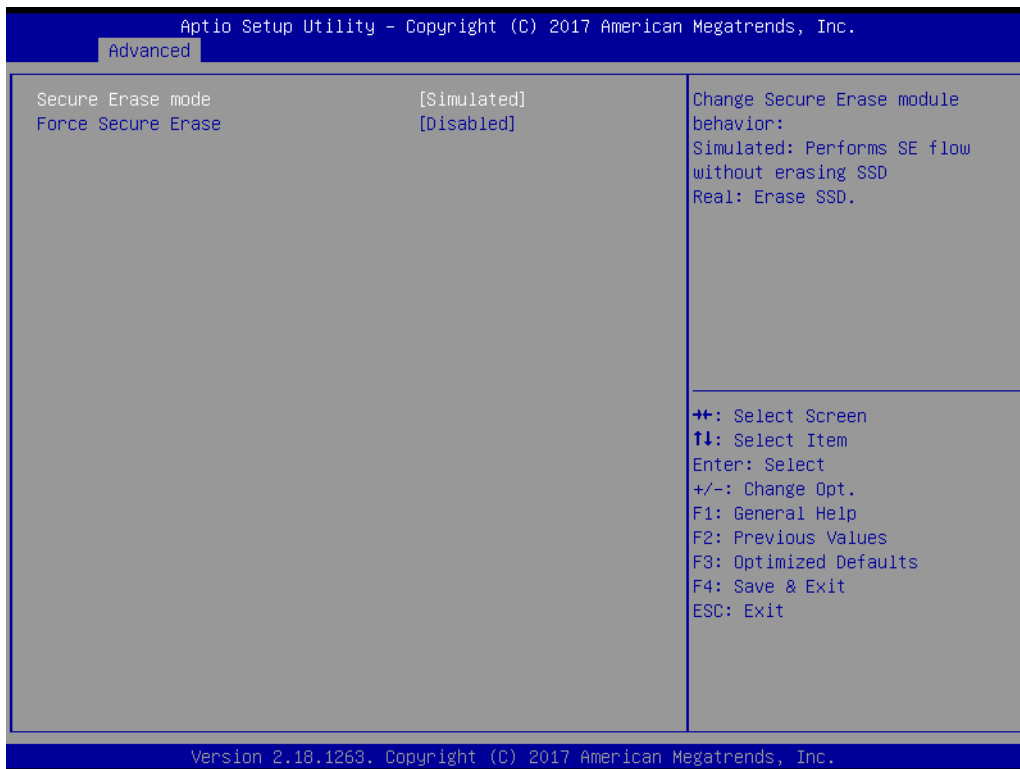 Aptio Setup Utility – Copyright (C) 2017 American Megatrends, Inc.
Advanced
Secure Erase mode [Simulated]
Force Secure Erase [Disabled]
Change Secure Erase module
behavior:
Simulated: Performs SE flow
without erasing SSD
Real: Erase SSD.
→←: Select Screen
↑↓: Select Item
Enter: Select
+/-: Change Opt.
F1: General Help
F2: Previous Values
F3: Optimized Defaults
F4: Save & Exit
ESC: Exit
Version 2.18.1263. Copyright (C) 2017 American Megatrends, Inc.